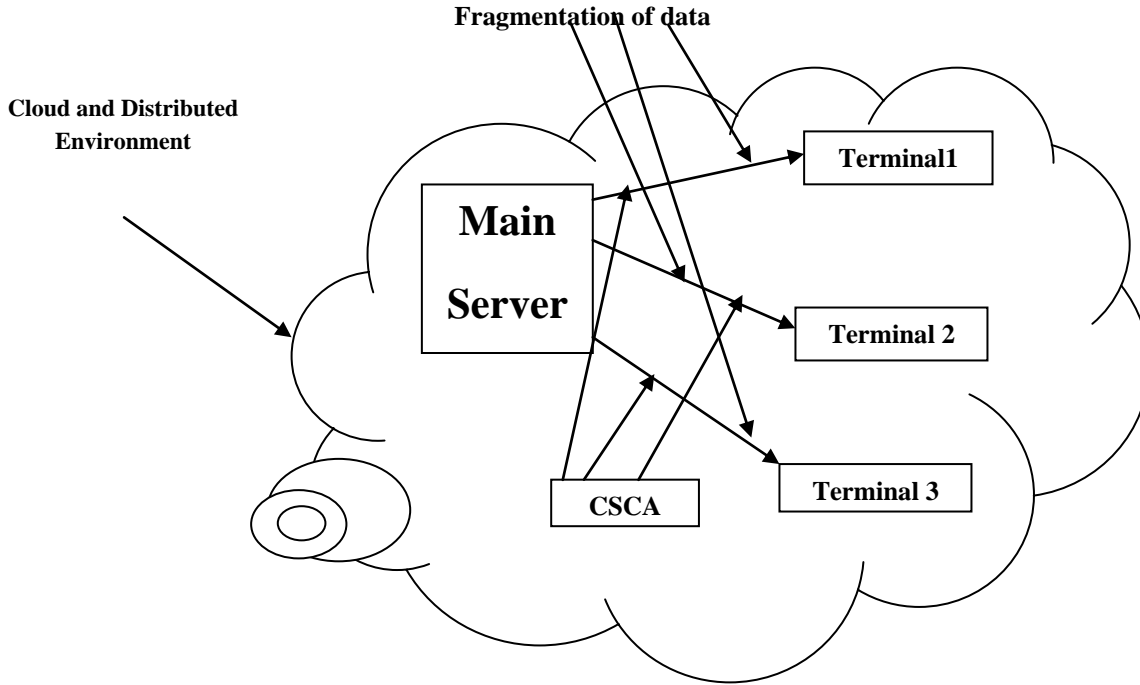 Fragmentation of data
Cloud and Distributed
Environment
Terminal1
Main
Server
Terminal 2
Terminal 3
CSCA